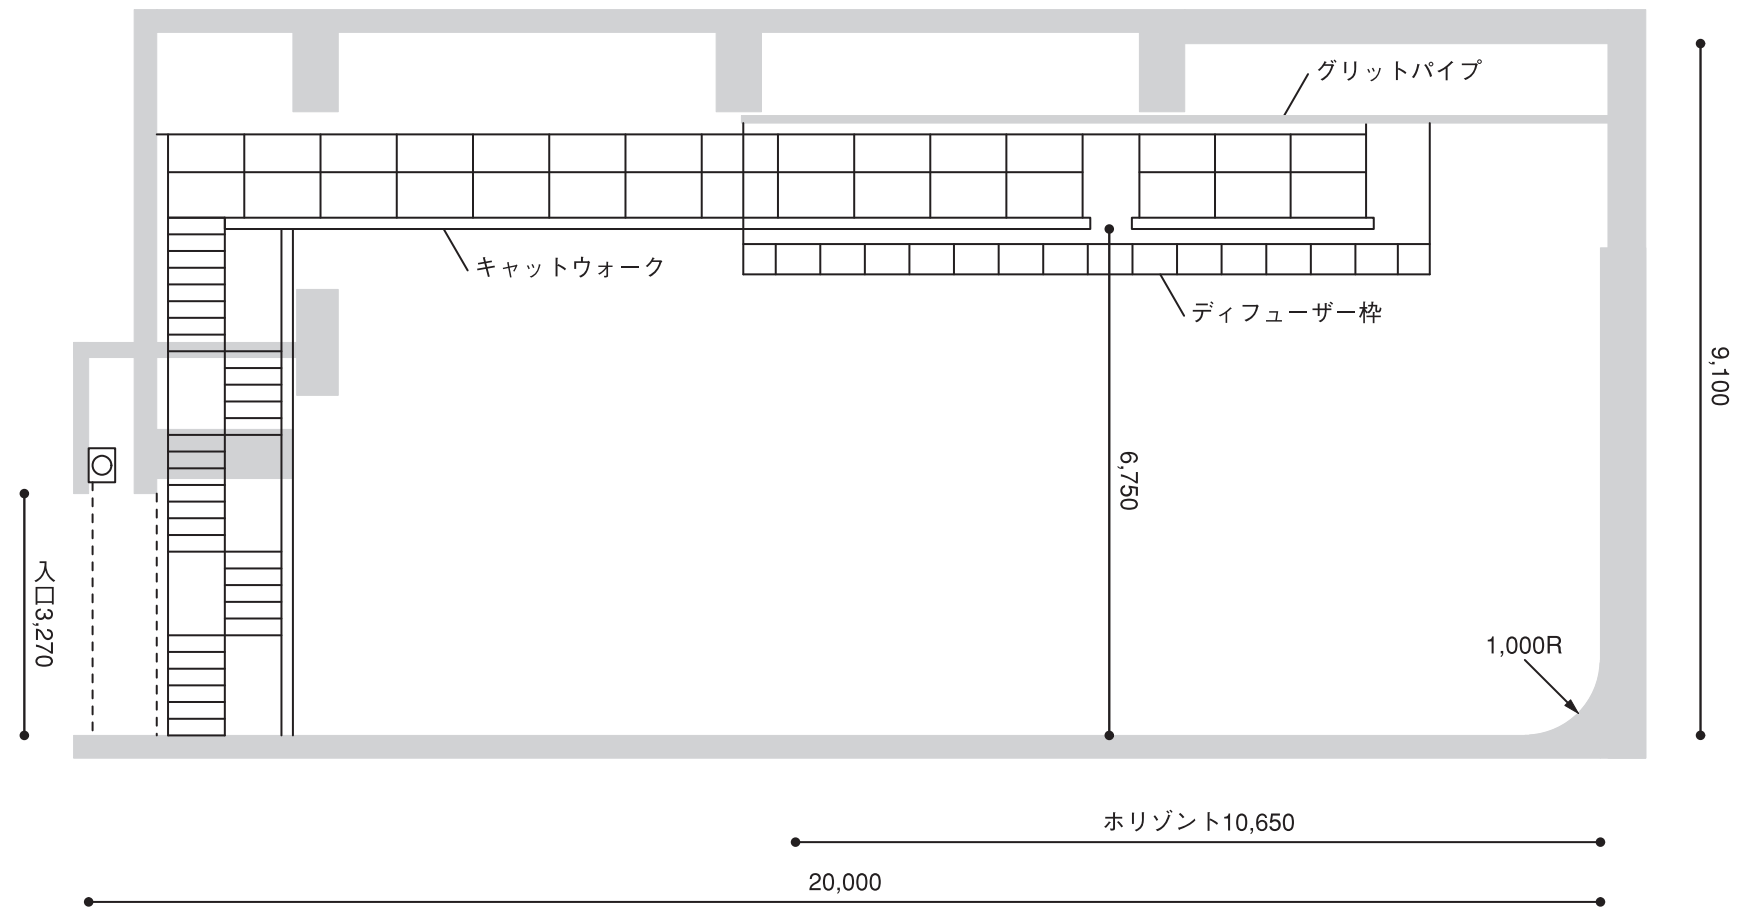 グリットパイプ
キャットウォーク
ディフューザー枠
9,100
6,750
入口3,270
1,000R
ホリゾント10,650
20,000